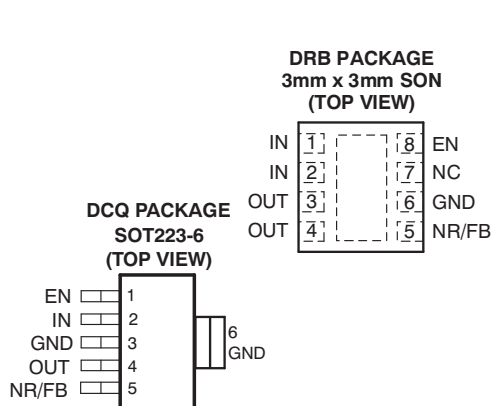 DRB PACKAGE
3mm x 3mm SON
(TOP VIEW)
IN 1 8 EN
IN 2 7 NC
OUT 3 6 GND
OUT 4 5 NR/FB
DCQ PACKAGE
SOT223-6
(TOP VIEW)
EN 1
IN 2
GND 3
OUT 4
NR/FB 5
6
GND